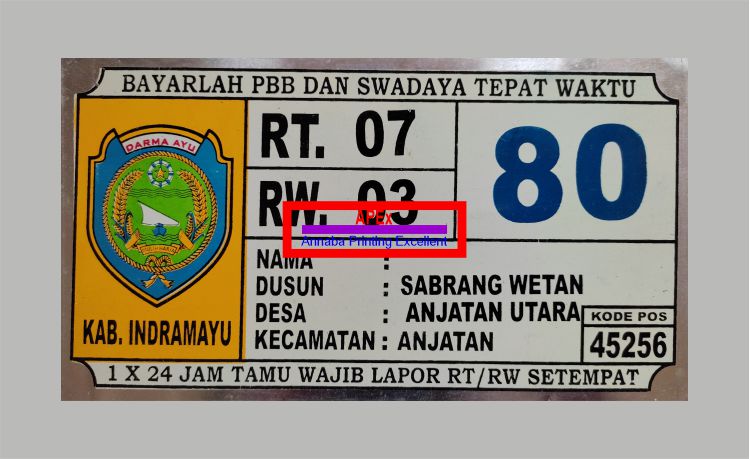 BAYARLAH PBB DAN SWADAYA TEPAT WAKTU
DARMA AYU
KAB. INDRAMAYU
RT. 07
RW. 03
80
APEX
Annaba Printing Excellent
NAMA :
DUSUN : SABRANG WETAN
DESA : ANJATAN UTARA
KECAMATAN : ANJATAN
KODE POS
45256
1 X 24 JAM TAMU WAJIB LAPOR RT/RW SETEMPAT